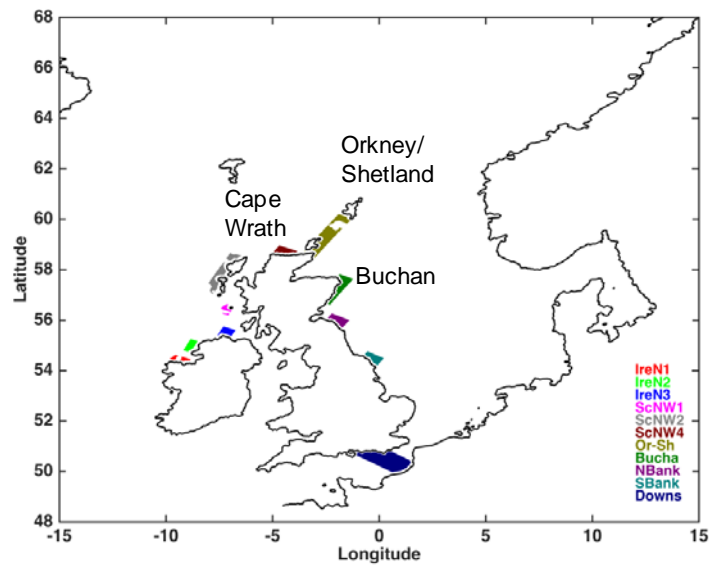 68
66
64
62
60
58
56
54
52
50
48
Latitude
Orkney/
Shetland
Cape
Wrath
Buchan
IreN1
IreN2
IreN3
ScNW1
ScNW2
ScNW4
Or-Sh
Bucha
NBank
SBank
Downs
-15 -10 -5 0 5 10 15
Longitude